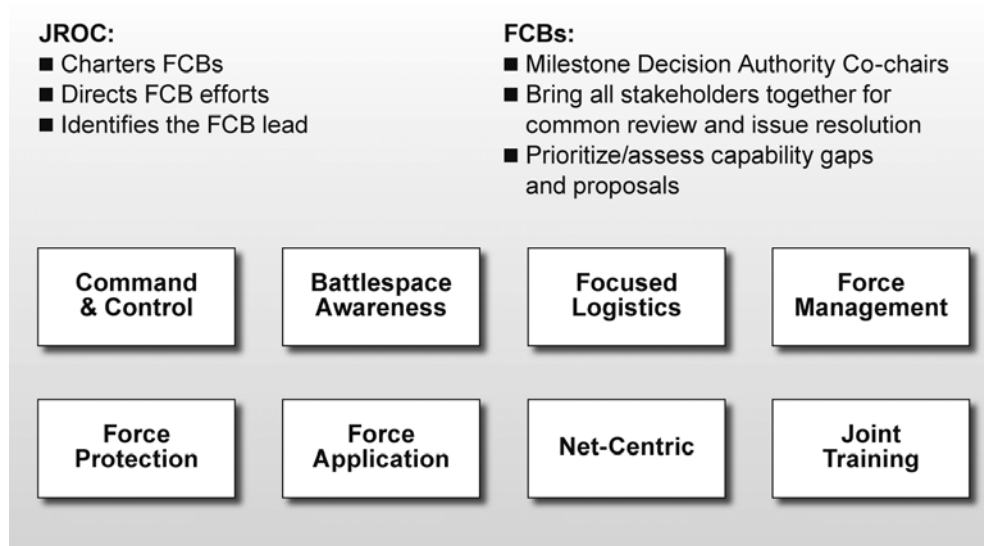 JROC:
■ Charters FCBs
■ Directs FCB efforts
■ Identifies the FCB lead
FCBs:
■ Milestone Decision Authority Co-chairs
■ Bring all stakeholders together for
common review and issue resolution
■ Prioritize/assess capability gaps
and proposals
Command
& Control
Battlespace
Awareness
Focused
Logistics
Force
Management
Force
Protection
Force
Application
Net-Centric
Joint
Training